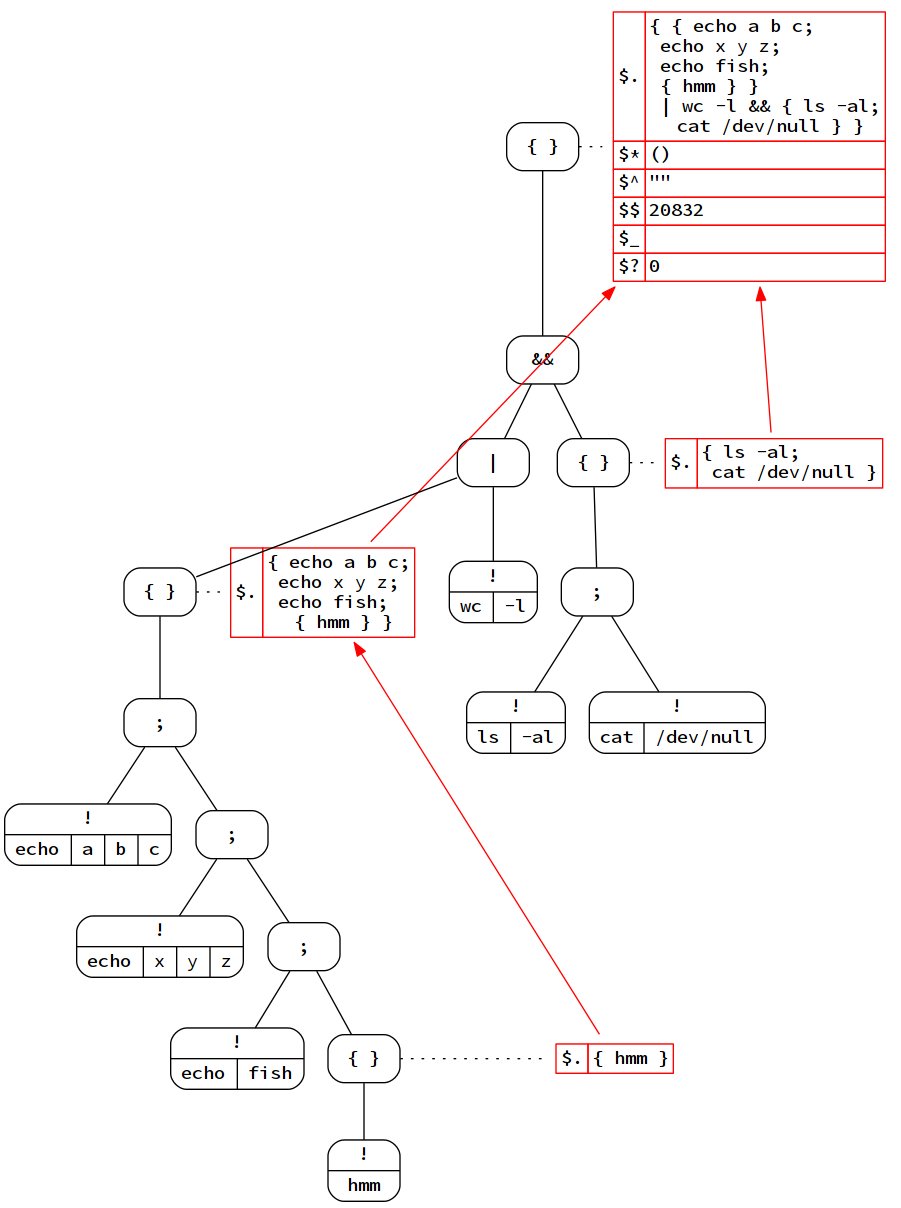 $.
{ { echo a b c;
echo x y z;
echo fish;
{ hmm } }
| wc -l && { ls -al;
cat /dev/null } }
{ }
$* ()
$^ ""
$$ 20832
$_
$? 0
&&
|
{ }
$.
{ ls -al;
cat /dev/null }
{ }
$.
{ echo a b c;
echo x y z;
echo fish;
{ hmm } }
!
wc -l
;
;
!
ls -al
!
cat /dev/null
!
echo a b c
;
!
echo x y z
;
!
echo fish
{ }
$. { hmm }
!
hmm